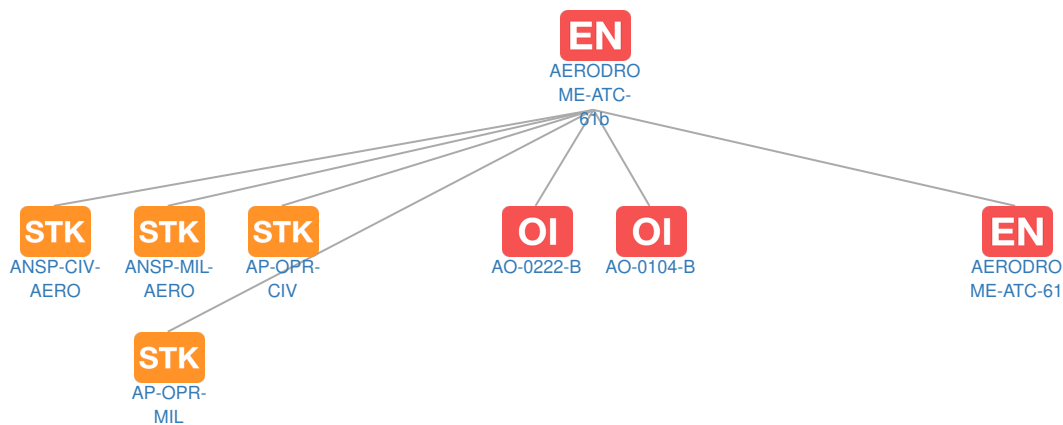 EN
AERODRO
ME-ATC-
61b
STK
ANSP-CIV-
AERO
STK
ANSP-MIL-
AERO
STK
AP-OPR-
CIV
OI
AO-0222-B
OI
AO-0104-B
EN
AERODRO
ME-ATC-61
STK
AP-OPR-
MIL